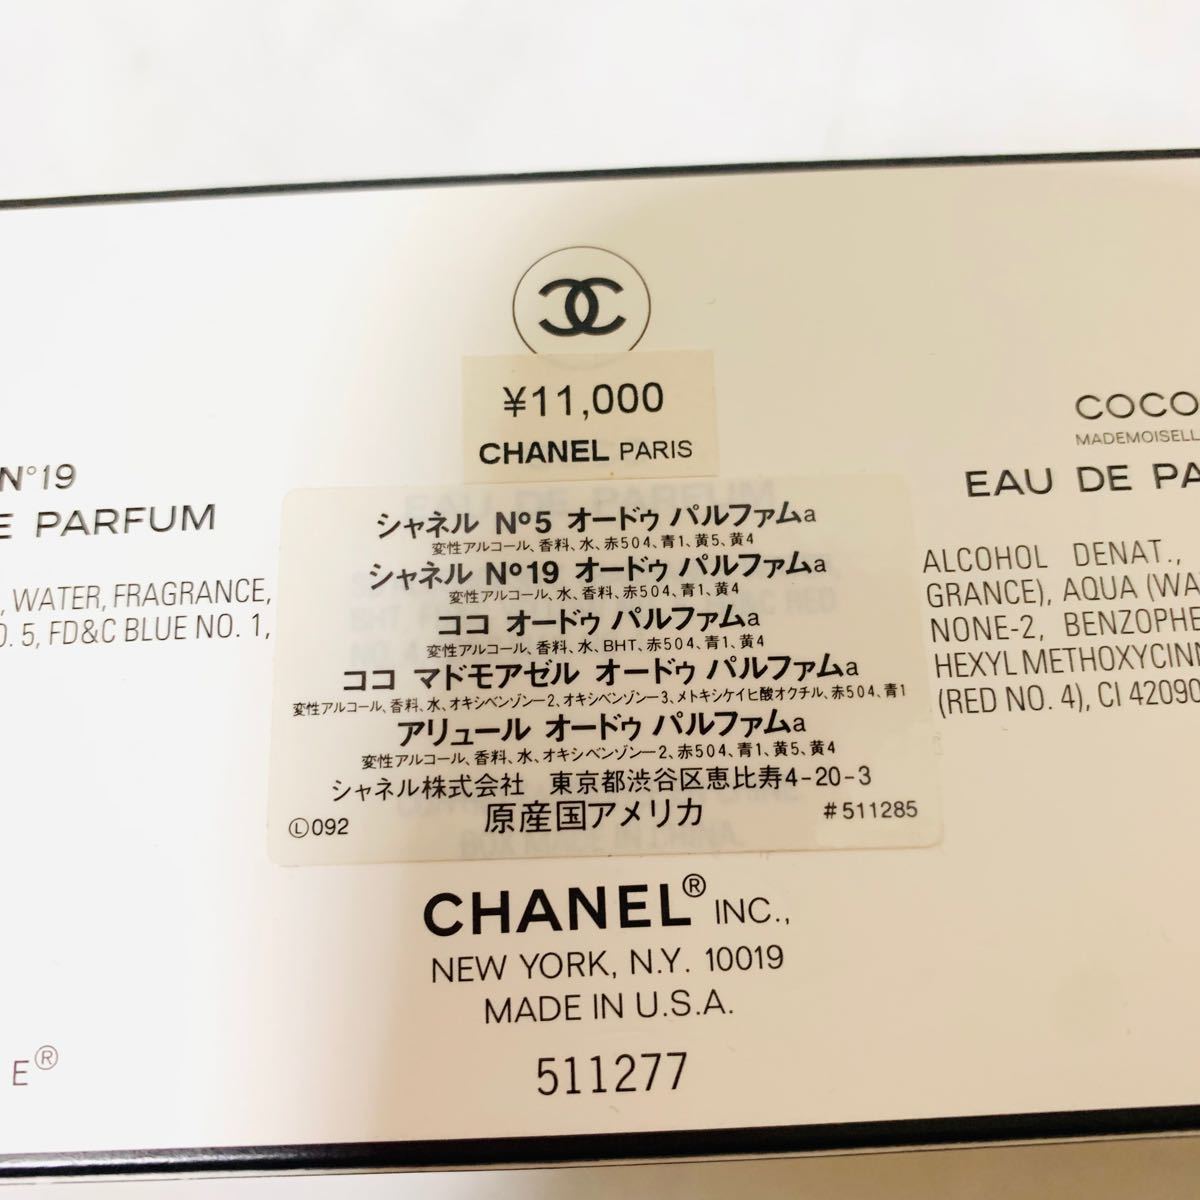 ¥11,000
CHANEL PARIS
N°19
E PARFUM
, WATER, FRAGRANCE,
O. 5, FD&C BLUE NO. 1,
シャネル Nº5 オードゥ パルファムa
変性アルコール、香料、水、赤504、青1、黄5、黄4
シャネル Nº19 オードゥ パルファムa
変性アルコール、水、香料、赤504、青1、黄4
ココ オードゥ パルファムa
変性アルコール、香料、水、BHT、赤504、青1、黄4
ココ マドモアゼル オードゥ パルファムa
変性アルコール、香料、水、オキシベンゾン-2、オキシベンゾン-3、メトキシケイヒ酸オクチル、赤504、青1
アリュール オードゥ パルファムa
変性アルコール、香料、水、オキシベンゾン-2、赤504、青1、黄5、黄4
シャネル株式会社 東京都渋谷区恵比寿4-20-3
Ⓛ092 原産国アメリカ #511285
COCO
MADEMOISELL
EAU DE PA
ALCOHOL DENAT.,
GRANCE), AQUA (WA
NONE-2, BENZOPHE
HEXYL METHOXYCINN
(RED NO. 4), CI 42090
CHANEL® INC.,
NEW YORK, N.Y. 10019
MADE IN U.S.A.
511277
E®